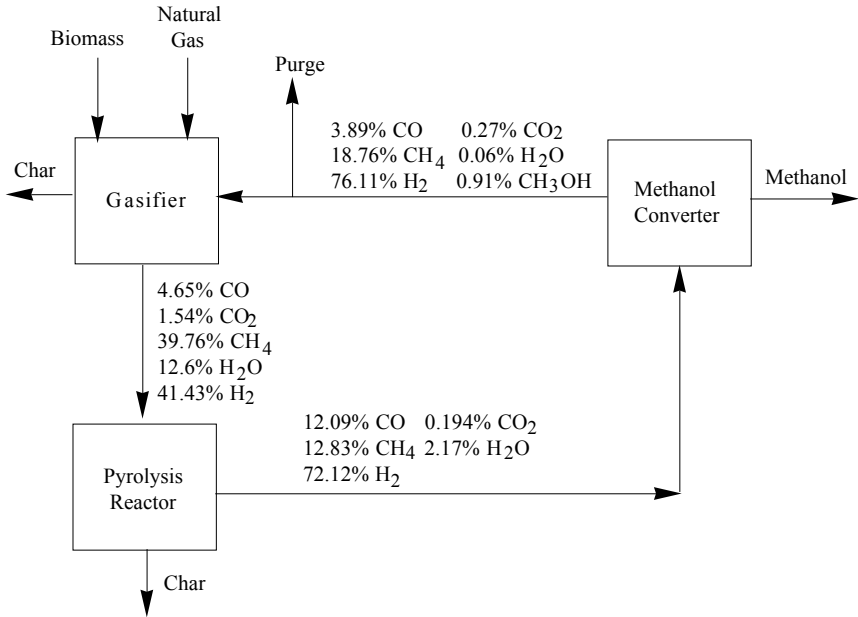 Natural
Gas
Biomass
Purge
3.89% CO 0.27% CO2
18.76% CH4 0.06% H2O
76.11% H2 0.91% CH3OH
Char
Gasifier
Methanol
Converter
Methanol
4.65% CO
1.54% CO2
39.76% CH4
12.6% H2O
41.43% H2
12.09% CO 0.194% CO2
12.83% CH4 2.17% H2O
72.12% H2
Pyrolysis
Reactor
Char